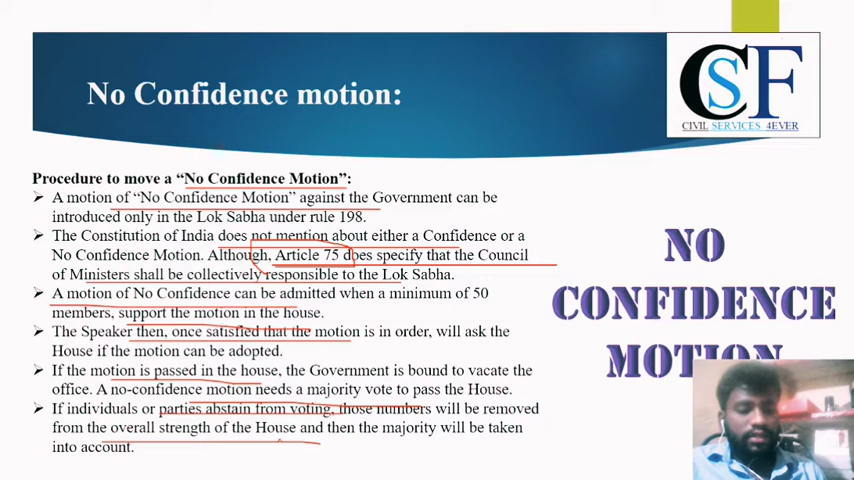 No Confidence motion:
CSF
CIVIL SERVICES 4EVER
Procedure to move a “No Confidence Motion”:
➢ A motion of “No Confidence Motion” against the Government can be
introduced only in the Lok Sabha under rule 198.
➢ The Constitution of India does not mention about either a Confidence or a
No Confidence Motion. Although, Article 75 does specify that the Council
of Ministers shall be collectively responsible to the Lok Sabha.
➢ A motion of No Confidence can be admitted when a minimum of 50
members, support the motion in the house.
➢ The Speaker then, once satisfied that the motion is in order, will ask the
House if the motion can be adopted.
➢ If the motion is passed in the house, the Government is bound to vacate the
office. A no-confidence motion needs a majority vote to pass the House.
➢ If individuals or parties abstain from voting, those numbers will be removed
from the overall strength of the House and then the majority will be taken
into account.
NO
CONFIDENCE
MOTION